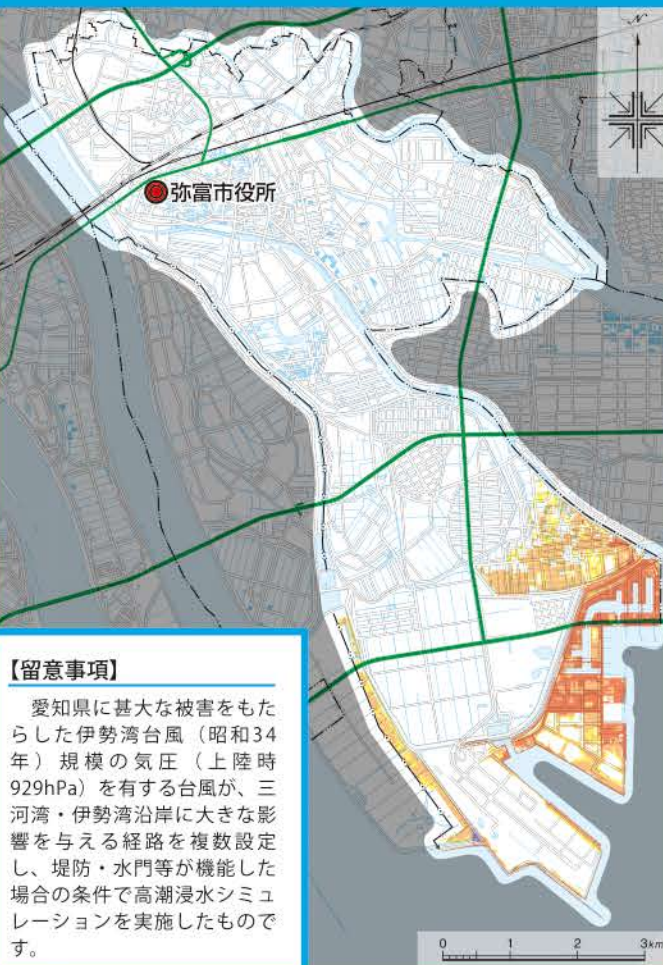 N
弥富市役所
【留意事項】
愛知県に甚大な被害をもた
らした伊勢湾台風（昭和34
年）規模の気圧（上陸時
929hPa）を有する台風が、三
河湾・伊勢湾沿岸に大きな影
響を与える経路を複数設定
し、堤防・水門等が機能した
場合の条件で高潮浸水シミュ
レーションを実施したもので
す。
0 1 2 3km